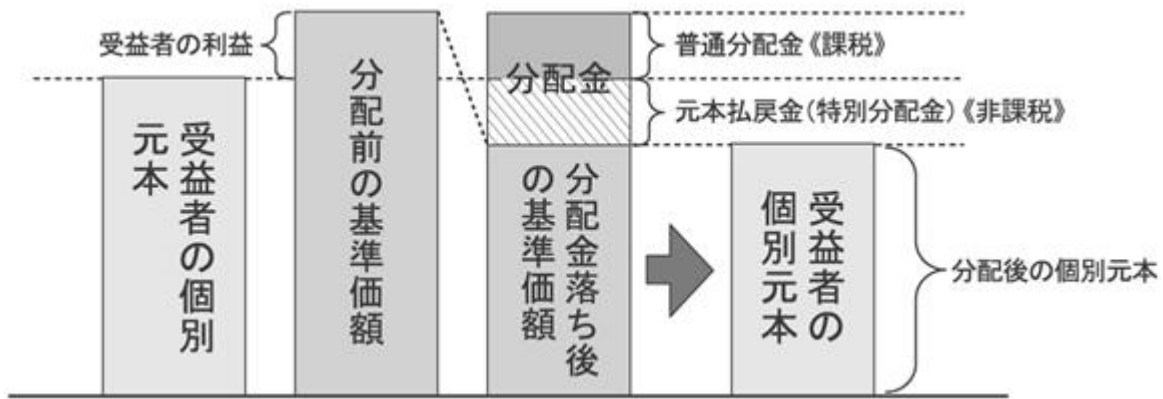 受益者の利益
受益者の個別
元本
分配前の基準価額
分配金
分配金落ち後
の基準価額
普通分配金《課税》
元本払戻金(特別分配金)《非課税》
受益者の
個別元本
分配後の個別元本